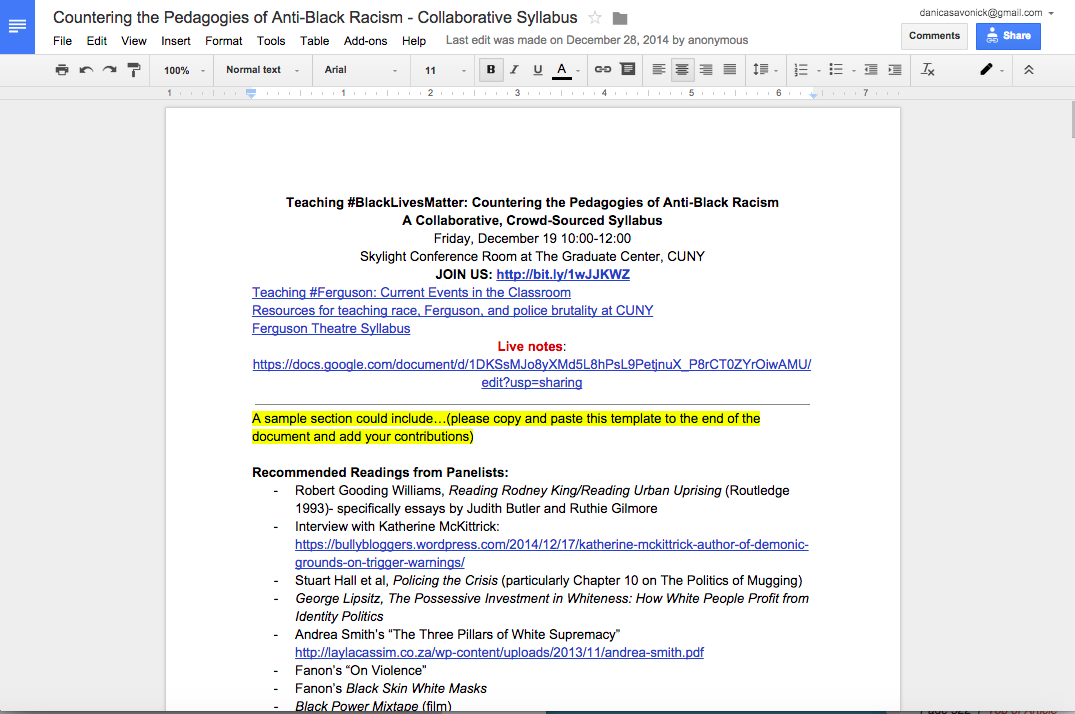 Countering the Pedagogies of Anti-Black Racism - Collaborative Syllabus
danicasavonick@gmail.com
File Edit View Insert Format Tools Table Add-ons Help Last edit was made on December 28, 2014 by anonymous
Comments Share
100% Normal text Arial 11 B I U A
1 1 2 3 4 5 6 7
Teaching #BlackLivesMatter: Countering the Pedagogies of Anti-Black Racism
A Collaborative, Crowd-Sourced Syllabus
Friday, December 19 10:00-12:00
Skylight Conference Room at The Graduate Center, CUNY
JOIN US: http://bit.ly/1wJJKWZ
Teaching #Ferguson: Current Events in the Classroom
Resources for teaching race, Ferguson, and police brutality at CUNY
Ferguson Theatre Syllabus
Live notes:
https://docs.google.com/document/d/1DKSsMJo8yXMd5L8hPsL9PetjnuX_P8rCT0ZYrOiwAMU/
edit?usp=sharing
A sample section could include…(please copy and paste this template to the end of the
document and add your contributions)
Recommended Readings from Panelists:
- Robert Gooding Williams, Reading Rodney King/Reading Urban Uprising (Routledge
1993)- specifically essays by Judith Butler and Ruthie Gilmore
- Interview with Katherine McKittrick:
https://bullybloggers.wordpress.com/2014/12/17/katherine-mckittrick-author-of-demonic-
grounds-on-trigger-warnings/
- Stuart Hall et al, Policing the Crisis (particularly Chapter 10 on The Politics of Mugging)
- George Lipsitz, The Possessive Investment in Whiteness: How White People Profit from
Identity Politics
- Andrea Smith's "The Three Pillars of White Supremacy"
http://laylacassim.co.za/wp-content/uploads/2013/11/andrea-smith.pdf
- Fanon's "On Violence"
- Fanon's Black Skin White Masks
- Black Power Mixtape (film)